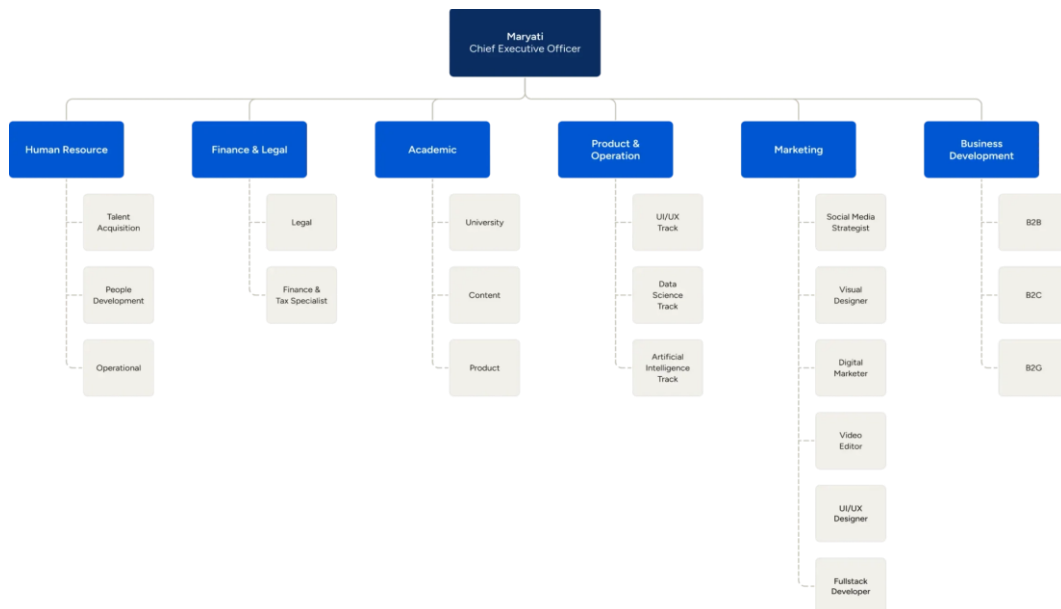 Maryati
Chief Executive Officer
Human Resource
Talent
Acquisition
People
Development
Operational
Finance & Legal
Legal
Finance &
Tax Specialist
Academic
University
Content
Product
Product &
Operation
UI/UX
Track
Data
Science
Track
Artificial
Intelligence
Track
Marketing
Social Media
Strategist
Visual
Designer
Digital
Marketer
Video
Editor
UI/UX
Designer
Fullstack
Developer
Business
Development
B2B
B2C
B2G